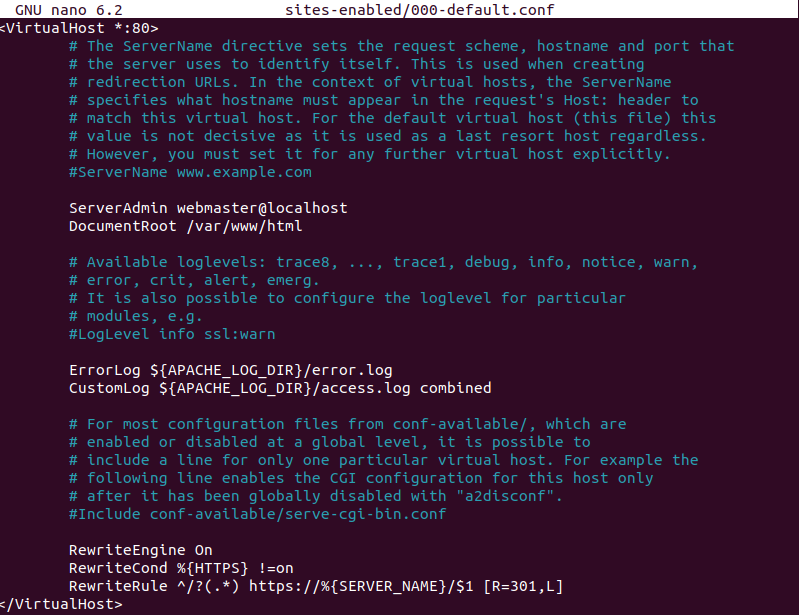 GNU nano 6.2 sites-enabled/000-default.conf
<VirtualHost *:80>
# The ServerName directive sets the request scheme, hostname and port that
# the server uses to identify itself. This is used when creating
# redirection URLs. In the context of virtual hosts, the ServerName
# specifies what hostname must appear in the request's Host: header to
# match this virtual host. For the default virtual host (this file) this
# value is not decisive as it is used as a last resort host regardless.
# However, you must set it for any further virtual host explicitly.
#ServerName www.example.com
ServerAdmin webmaster@localhost
DocumentRoot /var/www/html
# Available loglevels: trace8, ..., trace1, debug, info, notice, warn,
# error, crit, alert, emerg.
# It is also possible to configure the loglevel for particular
# modules, e.g.
#LogLevel info ssl:warn
ErrorLog ${APACHE_LOG_DIR}/error.log
CustomLog ${APACHE_LOG_DIR}/access.log combined
# For most configuration files from conf-available/, which are
# enabled or disabled at a global level, it is possible to
# include a line for only one particular virtual host. For example the
# following line enables the CGI configuration for this host only
# after it has been globally disabled with "a2disconf".
#Include conf-available/serve-cgi-bin.conf
RewriteEngine On
RewriteCond %{HTTPS} !=on
RewriteRule ^/?(.*) https://%{SERVER_NAME}/$1 [R=301,L]
</VirtualHost>